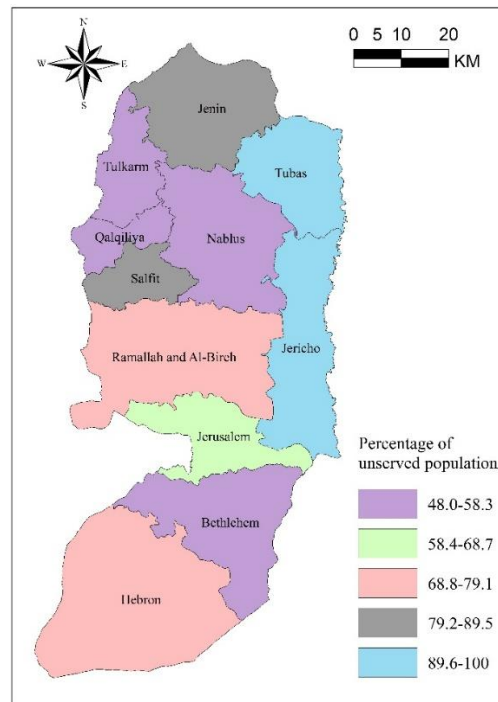 N
W E
S
0 5 10 20
KM
Jenin
Tulkarm
Tubas
Qalqiliya
Nablus
Salfit
Ramallah and Al-Birch
Jericho
Jerusalem
Percentage of
unserved population
48.0-58.3
58.4-68.7
68.8-79.1
79.2-89.5
89.6-100
Bethlehem
Hebron